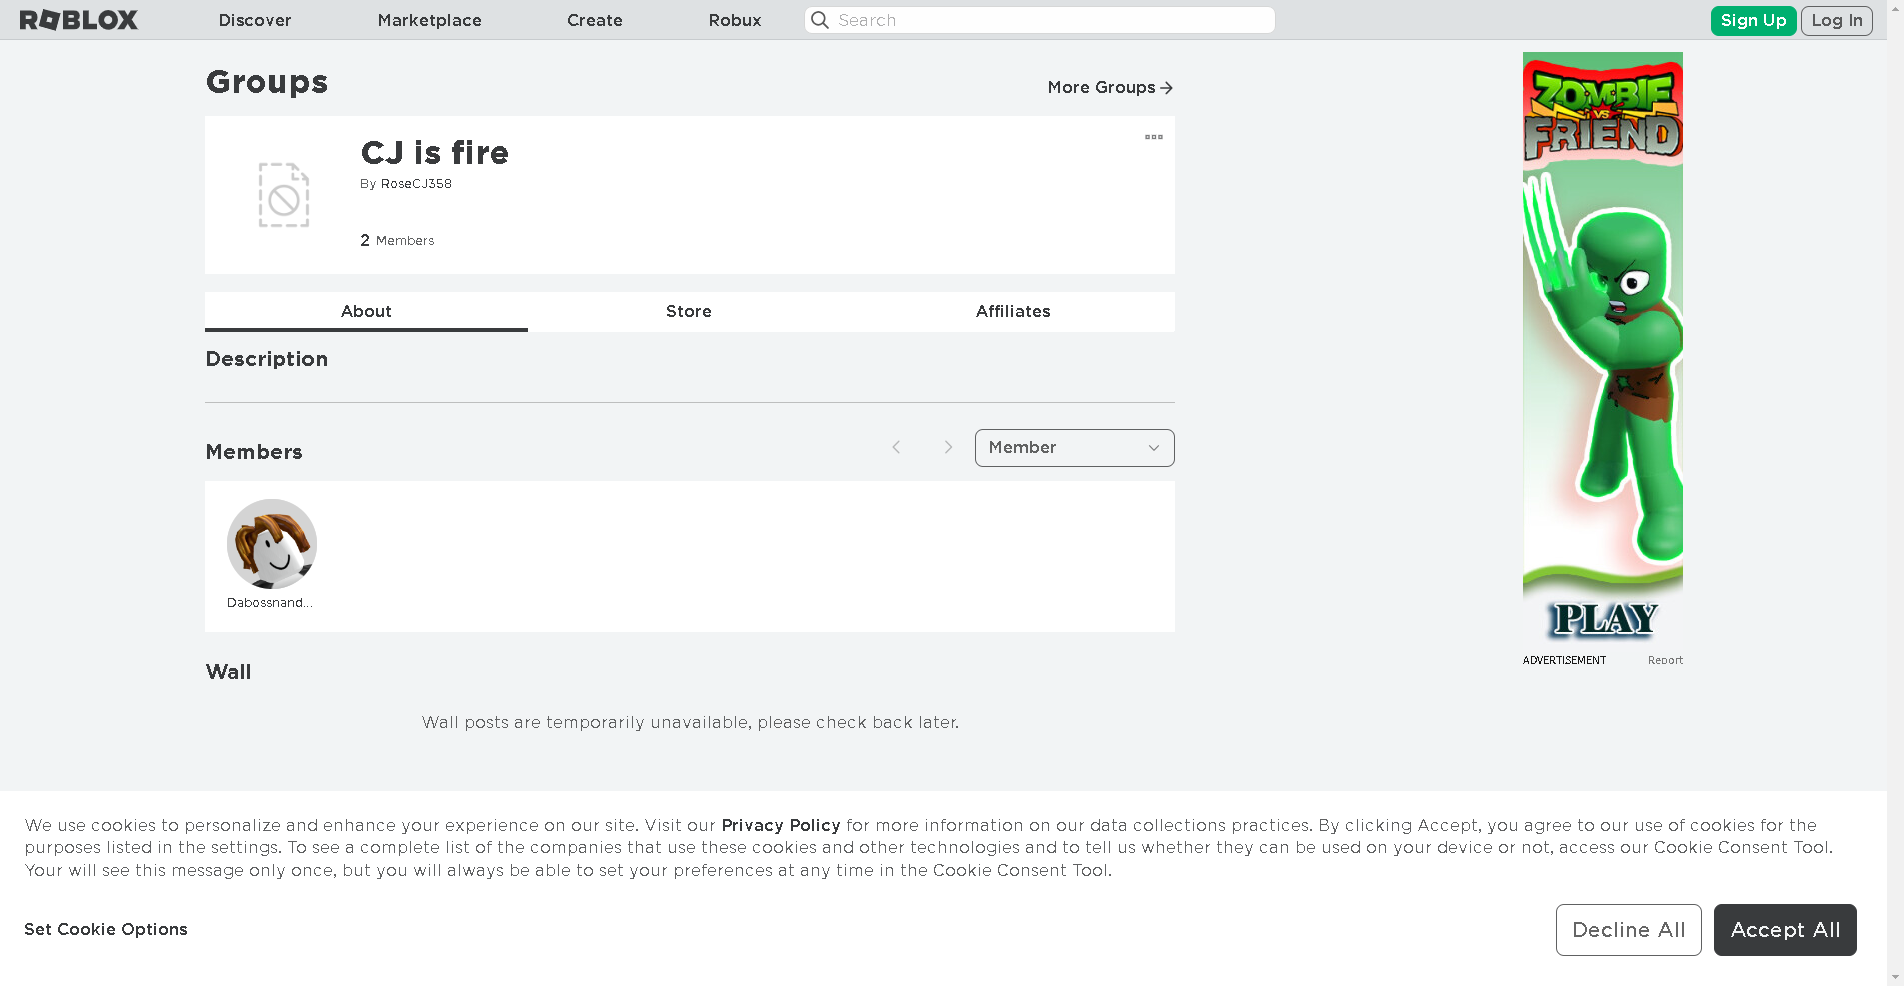 ROBLOX
Discover
Marketplace
Create
Robux
Search
Sign Up
Log In
Groups
More Groups
CJ is fire
By RoseCJ358
2 Members
About
Store
Affiliates
Description
Members
Member
Dabossnand...
Wall
Wall posts are temporarily unavailable, please check back later.
ZOMBIE
VS
FRIEND
PLAY
ADVERTISEMENT
Report
We use cookies to personalize and enhance your experience on our site. Visit our Privacy Policy for more information on our data collections practices. By clicking Accept, you agree to our use of cookies for the
purposes listed in the settings. To see a complete list of the companies that use these cookies and other technologies and to tell us whether they can be used on your device or not, access our Cookie Consent Tool.
Your will see this message only once, but you will always be able to set your preferences at any time in the Cookie Consent Tool.
Set Cookie Options
Decline All
Accept All